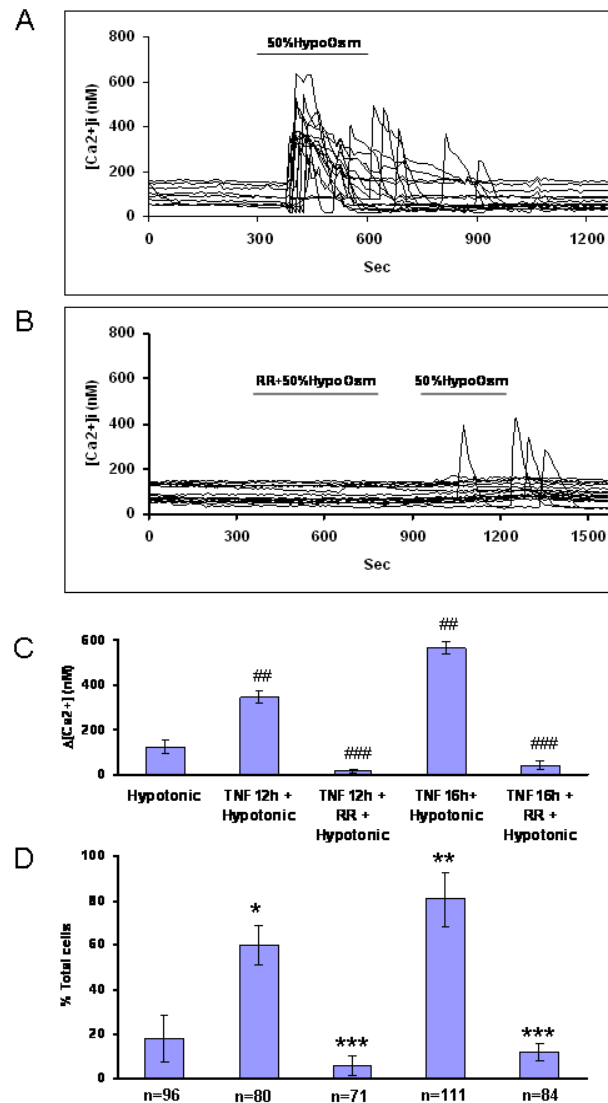 A
50%HypoOsm
[Ca2+]i (nM)
800
600
400
200
0
0 300 600 900 1200
Sec
B
RR+50%HypoOsm 50%HypoOsm
[Ca2+]i (nM)
800
600
400
200
0
0 300 600 900 1200 1500
Sec
C
Δ[Ca2+] (nM)
600
400
200
0
## ### ## ###
Hypotonic TNF 12h + Hypotonic TNF 12h + RR + Hypotonic TNF 16h+ Hypotonic TNF 16h + RR + Hypotonic
D
% Total cells
100
80
60
40
20
0
* *** ** ***
n=96 n=80 n=71 n=111 n=84